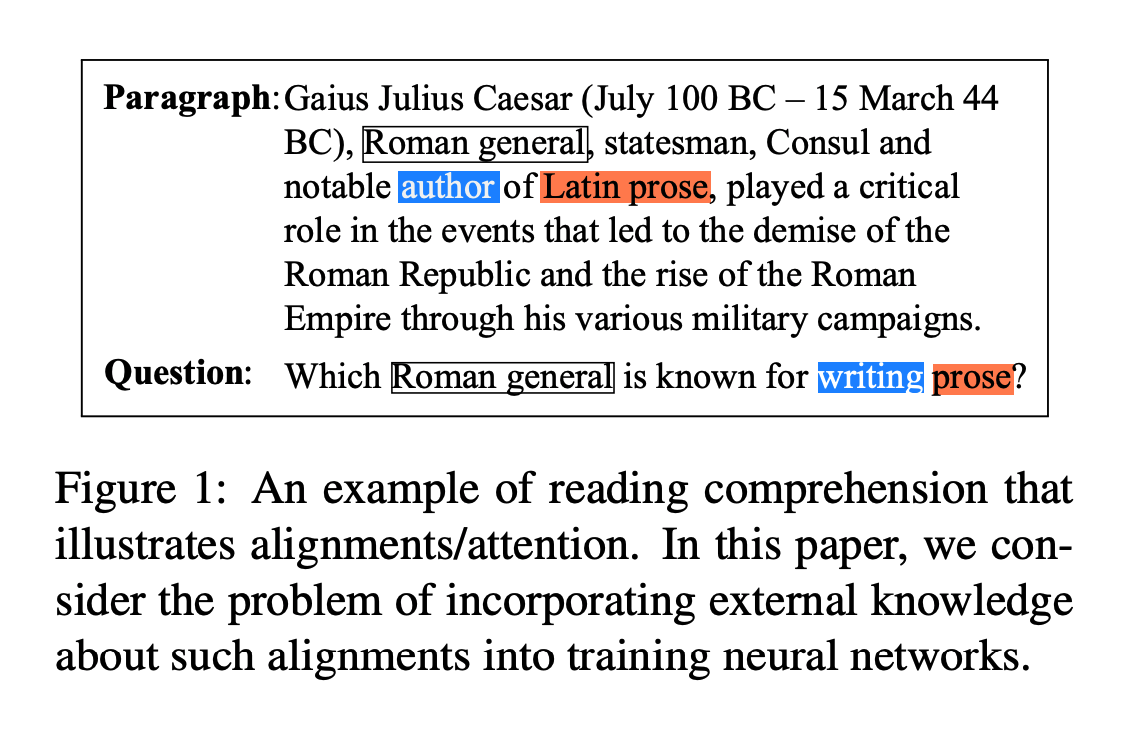 Paragraph: Gaius Julius Caesar (July 100 BC – 15 March 44
BC), Roman general, statesman, Consul and
notable author of Latin prose, played a critical
role in the events that led to the demise of the
Roman Republic and the rise of the Roman
Empire through his various military campaigns.
Question: Which Roman general is known for writing prose?
Figure 1: An example of reading comprehension that
illustrates alignments/attention. In this paper, we con-
sider the problem of incorporating external knowledge
about such alignments into training neural networks.